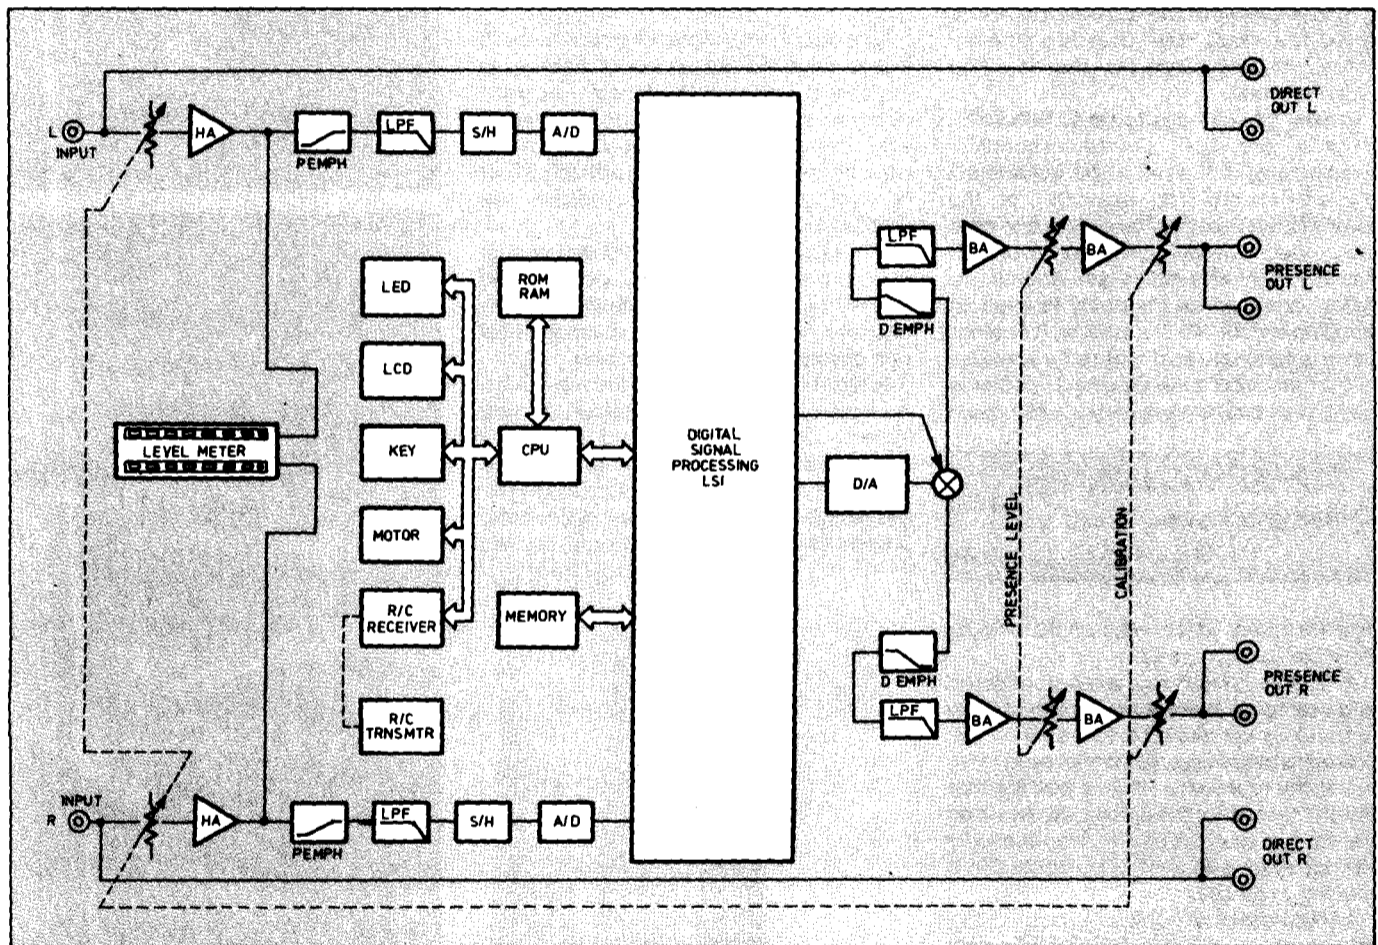 L
INPUT
HA
PEMPH
LPF
S/H
A/D
DIRECT
OUT L
LED
LCD
KEY
MOTOR
R/C
RECEIVER
R/C
TRNSMTR
ROM
RAM
CPU
MEMORY
LEVEL METER
DIGITAL
SIGNAL
PROCESSING
LSI
D/A
LPF
D EMPH
BA
BA
PRESENCE
OUT L
PRESENCE LEVEL
CALIBRATION
D EMPH
LPF
BA
BA
PRESENCE
OUT R
INPUT
R
HA
PEMPH
LPF
S/H
A/D
DIRECT
OUT R